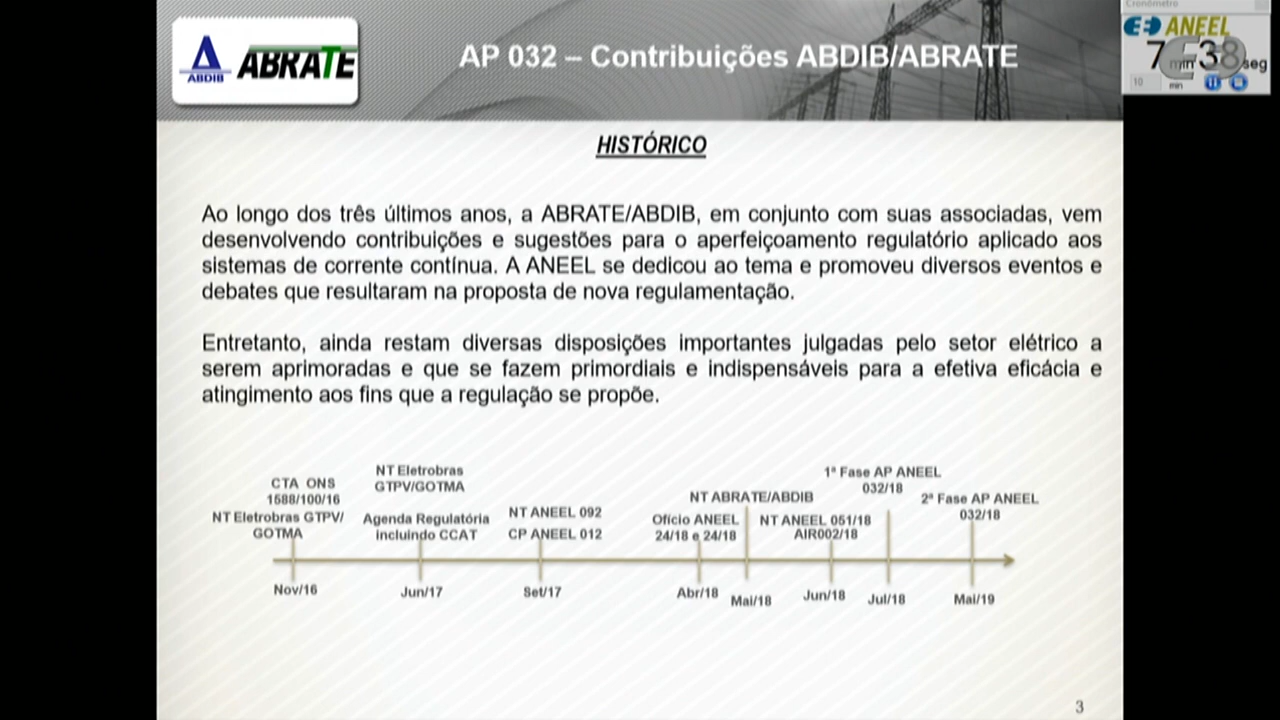 ABDIB
ABRATE
AP 032 – Contribuições ABDIB/ABRATE
Cronômetro
ANEEL
7 min 38 seg
10 min
HISTÓRICO
Ao longo dos três últimos anos, a ABRATE/ABDIB, em conjunto com suas associadas, vem
desenvolvendo contribuições e sugestões para o aperfeiçoamento regulatório aplicado aos
sistemas de corrente contínua. A ANEEL se dedicou ao tema e promoveu diversos eventos e
debates que resultaram na proposta de nova regulamentação.
Entretanto, ainda restam diversas disposições importantes julgadas pelo setor elétrico a
serem aprimoradas e que se fazem primordiais e indispensáveis para a efetiva eficácia e
atingimento aos fins que a regulação se propõe.
CTA ONS
1588/100/16
NT Eletrobras GTPV/
GOTMA
NT Eletrobras
GTPV/GOTMA
Agenda Regulatória
incluindo CCAT
NT ANEEL 092
CP ANEEL 012
Ofício ANEEL
24/18 e 24/18
NT ABRATE/ABDIB
NT ANEEL 051/18
AIR002/18
1ª Fase AP ANEEL
032/18
2ª Fase AP ANEEL
032/18
Nov/16
Jun/17
Set/17
Abr/18
Mai/18
Jun/18
Jul/18
Mai/19
3